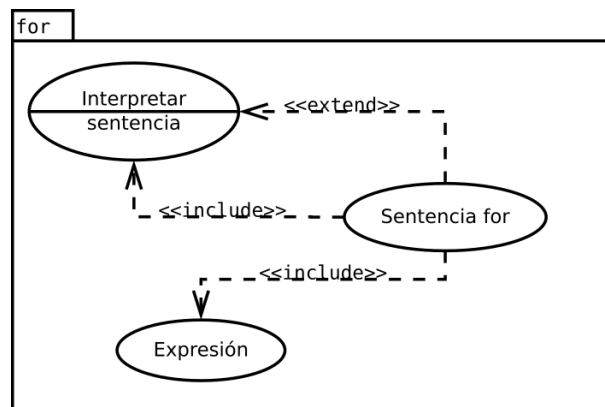 for
Interpretar
sentencia
<<extend>>
<<include>>
Sentencia for
<<include>>
Expresión